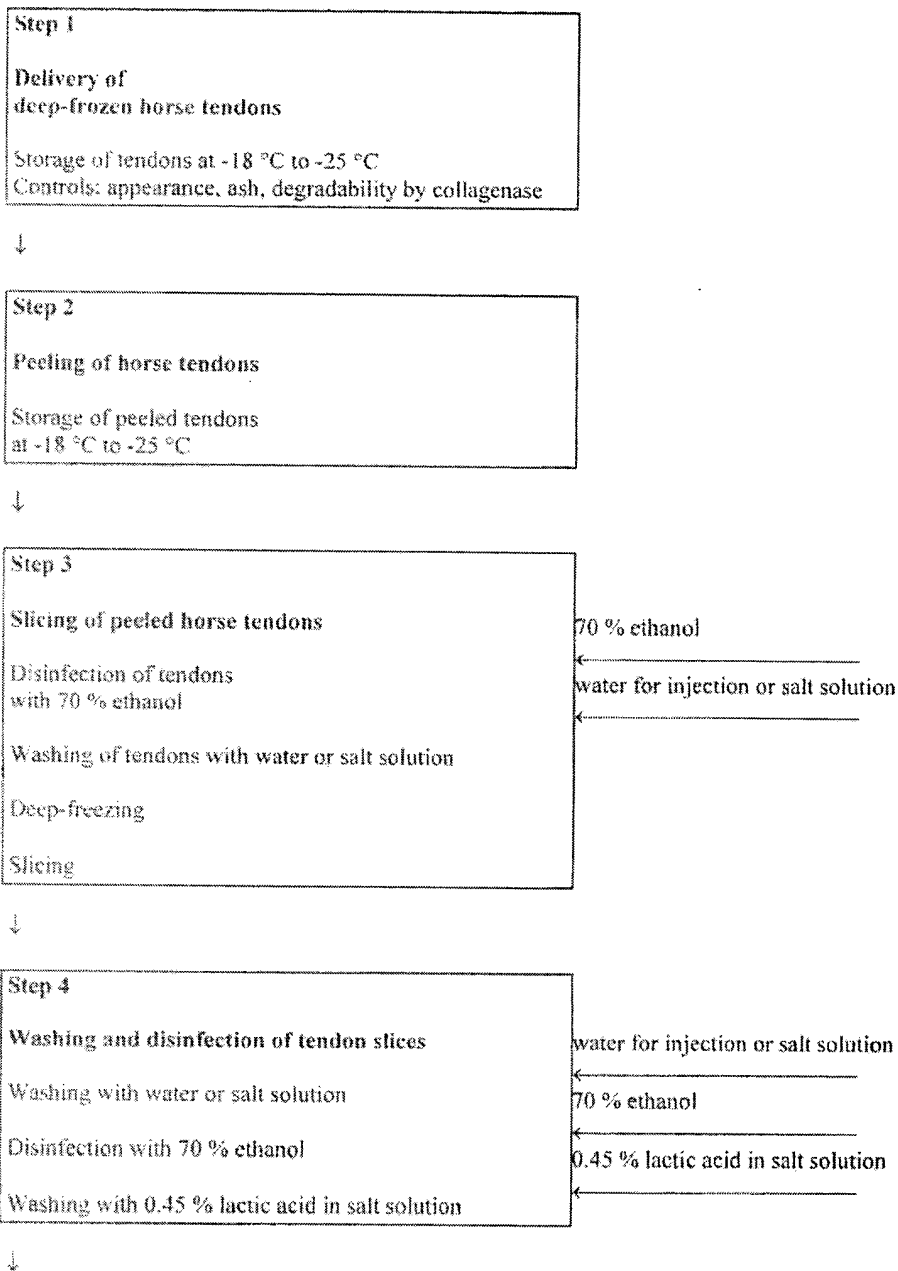 Step 1
Delivery of
deep-frozen horse tendons
Storage of tendons at -18 °C to -25 °C
Controls: appearance, ash, degradability by collagenase
↓
Step 2
Peeling of horse tendons
Storage of peeled tendons
at -18 °C to -25 °C
↓
Step 3
Slicing of peeled horse tendons
Disinfection of tendons
with 70 % ethanol
Washing of tendons with water or salt solution
Deep-freezing
Slicing
70 % ethanol
water for injection or salt solution
↓
Step 4
Washing and disinfection of tendon slices
Washing with water or salt solution
Disinfection with 70 % ethanol
Washing with 0.45 % lactic acid in salt solution
water for injection or salt solution
70 % ethanol
0.45 % lactic acid in salt solution
↓